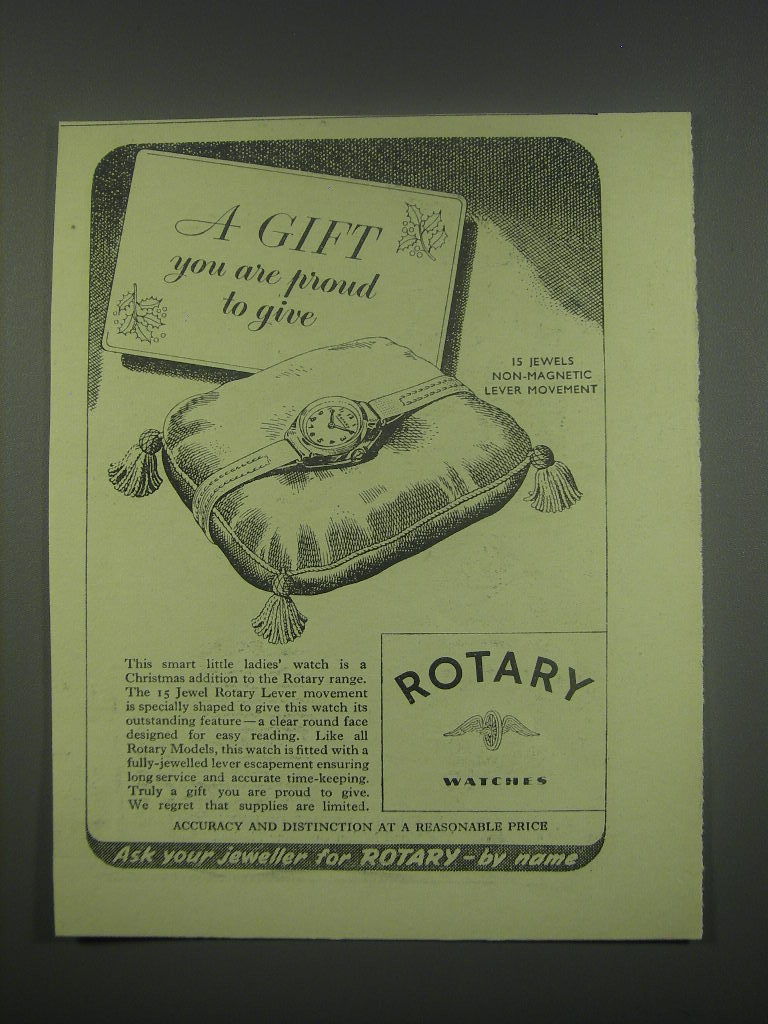 A GIFT
you are proud
to give
15 JEWELS
NON-MAGNETIC
LEVER MOVEMENT
This smart little ladies' watch is a
Christmas addition to the Rotary range.
The 15 Jewel Rotary Lever movement
is specially shaped to give this watch its
outstanding feature—a clear round face
designed for easy reading. Like all
Rotary Models, this watch is fitted with a
fully-jewelled lever escapement ensuring
long service and accurate time-keeping.
Truly a gift you are proud to give.
We regret that supplies are limited.
ROTARY
WATCHES
ACCURACY AND DISTINCTION AT A REASONABLE PRICE
Ask your jeweller for ROTARY—by name